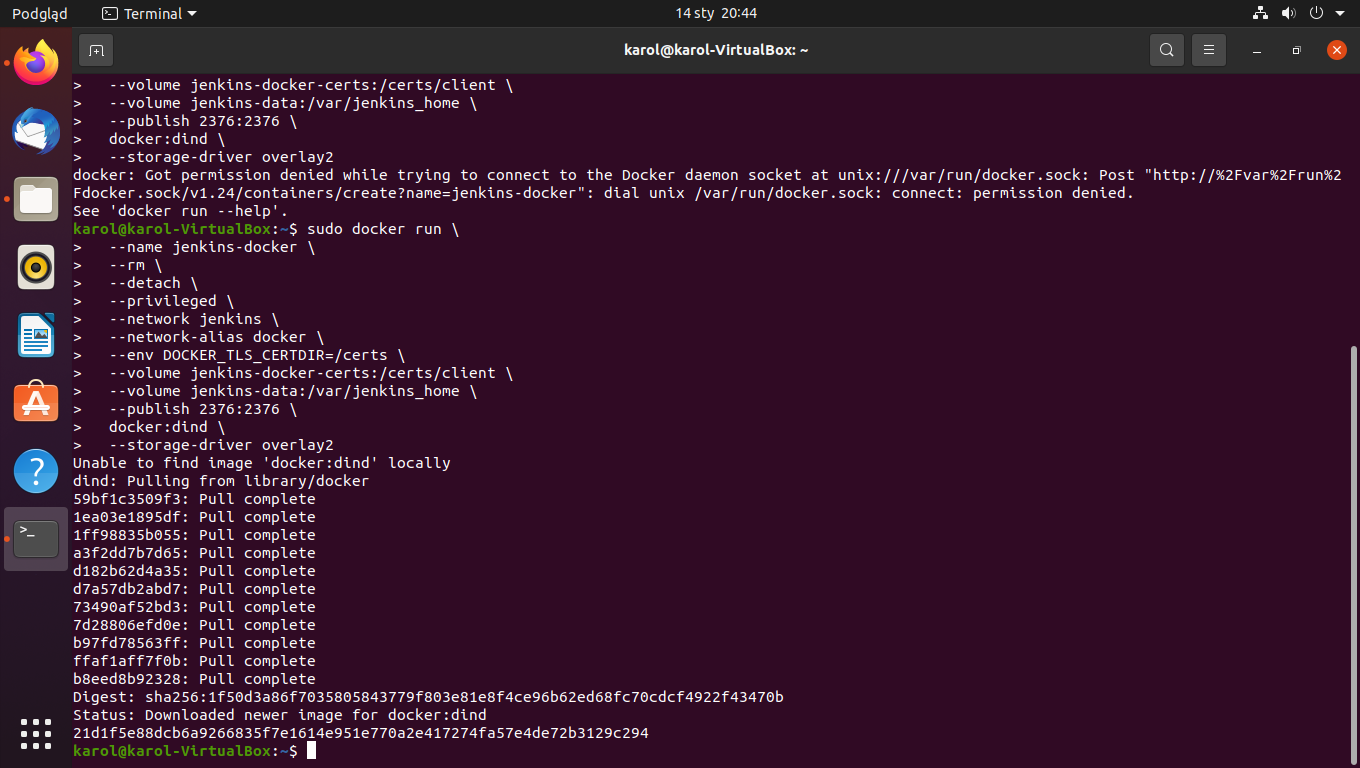 Podgląd
Terminal
14 sty 20:44
karol@karol-VirtualBox: ~
>   --volume jenkins-docker-certs:/certs/client \
>   --volume jenkins-data:/var/jenkins_home \
>   --publish 2376:2376 \
>   docker:dind \
>   --storage-driver overlay2
docker: Got permission denied while trying to connect to the Docker daemon socket at unix:///var/run/docker.sock: Post "http://%2Fvar%2Frun%2
Fdocker.sock/v1.24/containers/create?name=jenkins-docker": dial unix /var/run/docker.sock: connect: permission denied.
See 'docker run --help'.
karol@karol-VirtualBox:~$ sudo docker run \
>   --name jenkins-docker \
>   --rm \
>   --detach \
>   --privileged \
>   --network jenkins \
>   --network-alias docker \
>   --env DOCKER_TLS_CERTDIR=/certs \
>   --volume jenkins-docker-certs:/certs/client \
>   --volume jenkins-data:/var/jenkins_home \
>   --publish 2376:2376 \
>   docker:dind \
>   --storage-driver overlay2
Unable to find image 'docker:dind' locally
dind: Pulling from library/docker
59bf1c3509f3: Pull complete
1ea03e1895df: Pull complete
1ff98835b055: Pull complete
a3f2dd7b7d65: Pull complete
d182b62d4a35: Pull complete
d7a57db2abd7: Pull complete
73490af52bd3: Pull complete
7d28806efd0e: Pull complete
b97fd78563ff: Pull complete
ffaf1aff7f0b: Pull complete
b8eed8b92328: Pull complete
Digest: sha256:1f50d3a86f7035805843779f803e81e8f4ce96b62ed68fc70cdcf4922f43470b
Status: Downloaded newer image for docker:dind
21d1f5e88dcb6a9266835f7e1614e951e770a2e417274fa57e4de72b3129c294
karol@karol-VirtualBox:~$